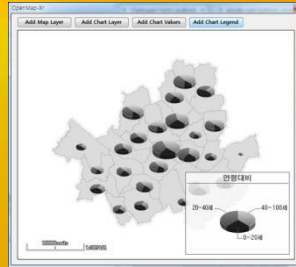 OpenMap-Xr
Add Map Layer
Add Chart Layer
Add Chart Values
Add Chart Legend
연령대비
20~40세
40~100세
0~20세